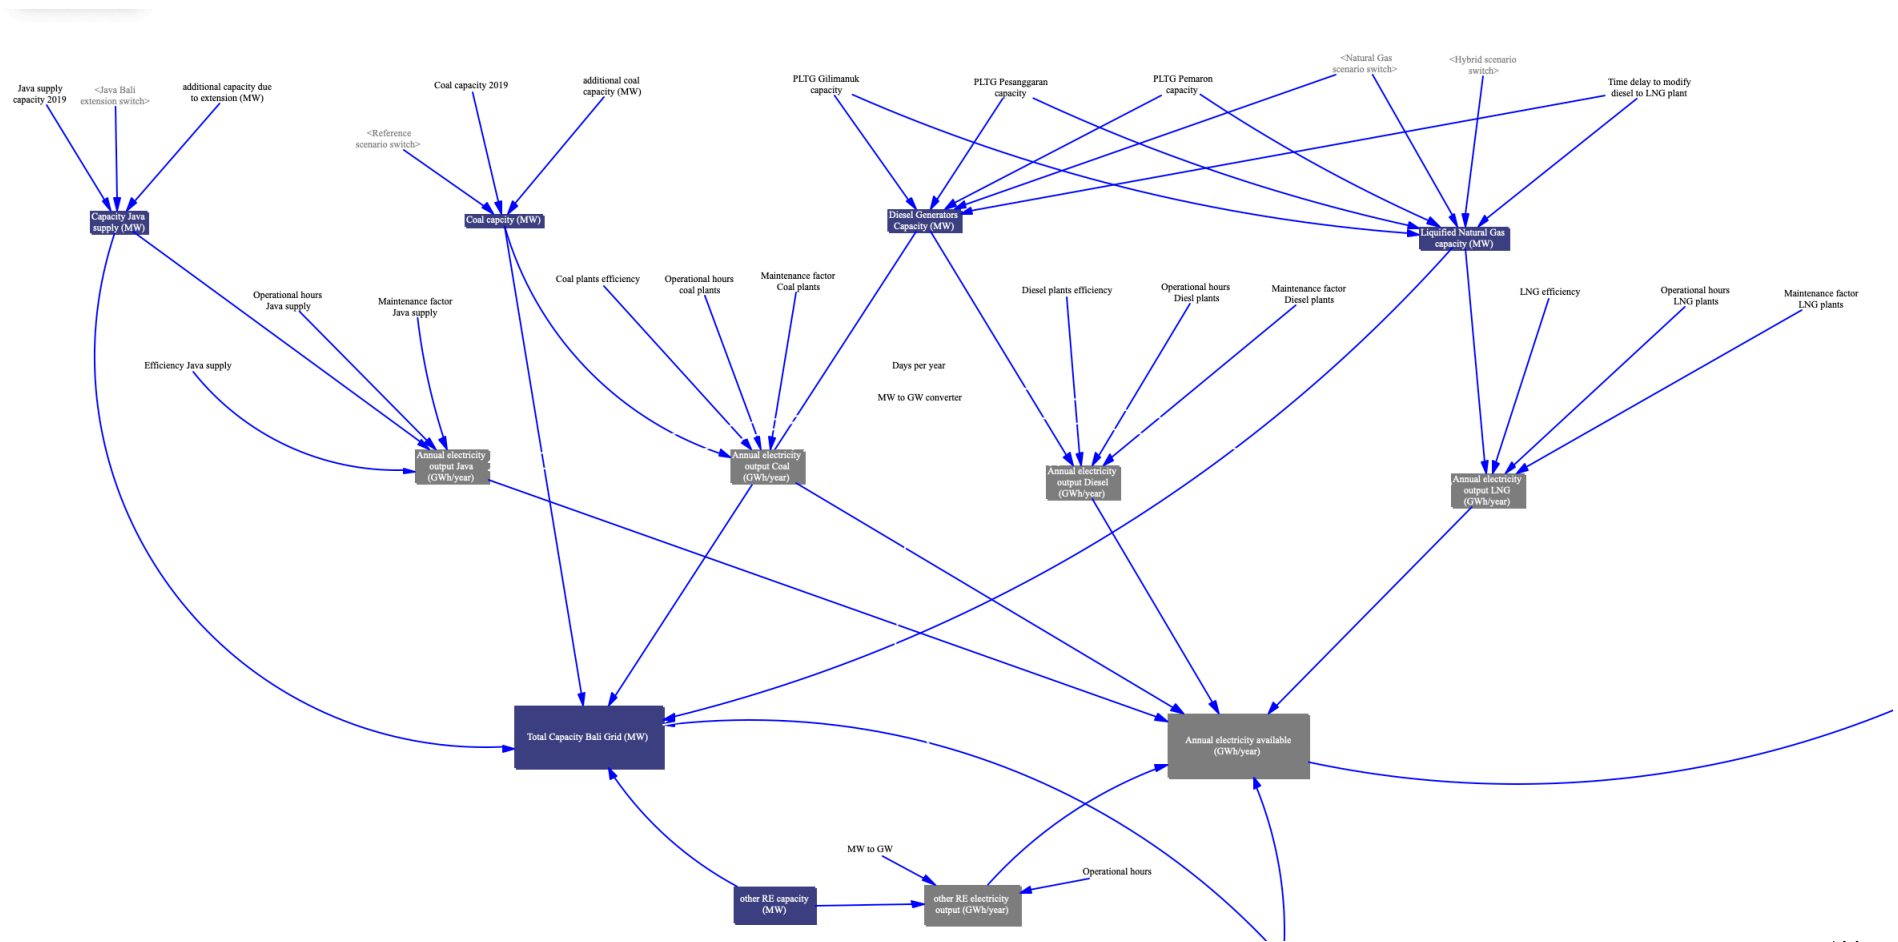 Java supply
capacity 2019
<Java Bali
extension switch>
additional capacity due
to extension (MW)
Coal capacity 2019
additional coal
capacity (MW)
<Reference
scenario switch>
PLTG Gilimanuk
capacity
PLTG Pesanggaran
capacity
PLTG Pemaron
capacity
<Natural Gas
scenario switch>
<Hybrid scenario
switch>
Time delay to modify
diesel to LNG plant
Capacity Java
supply (MW)
Coal capcity (MW)
Diesel Generators
Capacity (MW)
Liquified Natural Gas
capacity (MW)
Operational hours
Java supply
Maintenance factor
Java supply
Efficiency Java supply
Coal plants efficiency
Operational hours
coal plants
Maintenance factor
Coal plants
Days per year
MW to GW converter
Diesel plants efficiency
Operational hours
Diesl plants
Maintenance factor
Diesel plants
LNG efficiency
Operational hours
LNG plants
Maintenance factor
LNG plants
Annual electricity
output Java
(GWh/year)
Annual electricity
output Coal
(GWh/year)
Annual electricity
output Diesel
(GWh/year)
Annual electricity
output LNG
(GWh/year)
Total Capacity Bali Grid (MW)
Annual electricity available
(GWh/year)
MW to GW
Operational hours
other RE capacity
(MW)
other RE electricity
output (GWh/year)